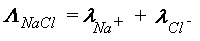 Λ_NaCl = λ_Na⁺ + λ_Cl⁻